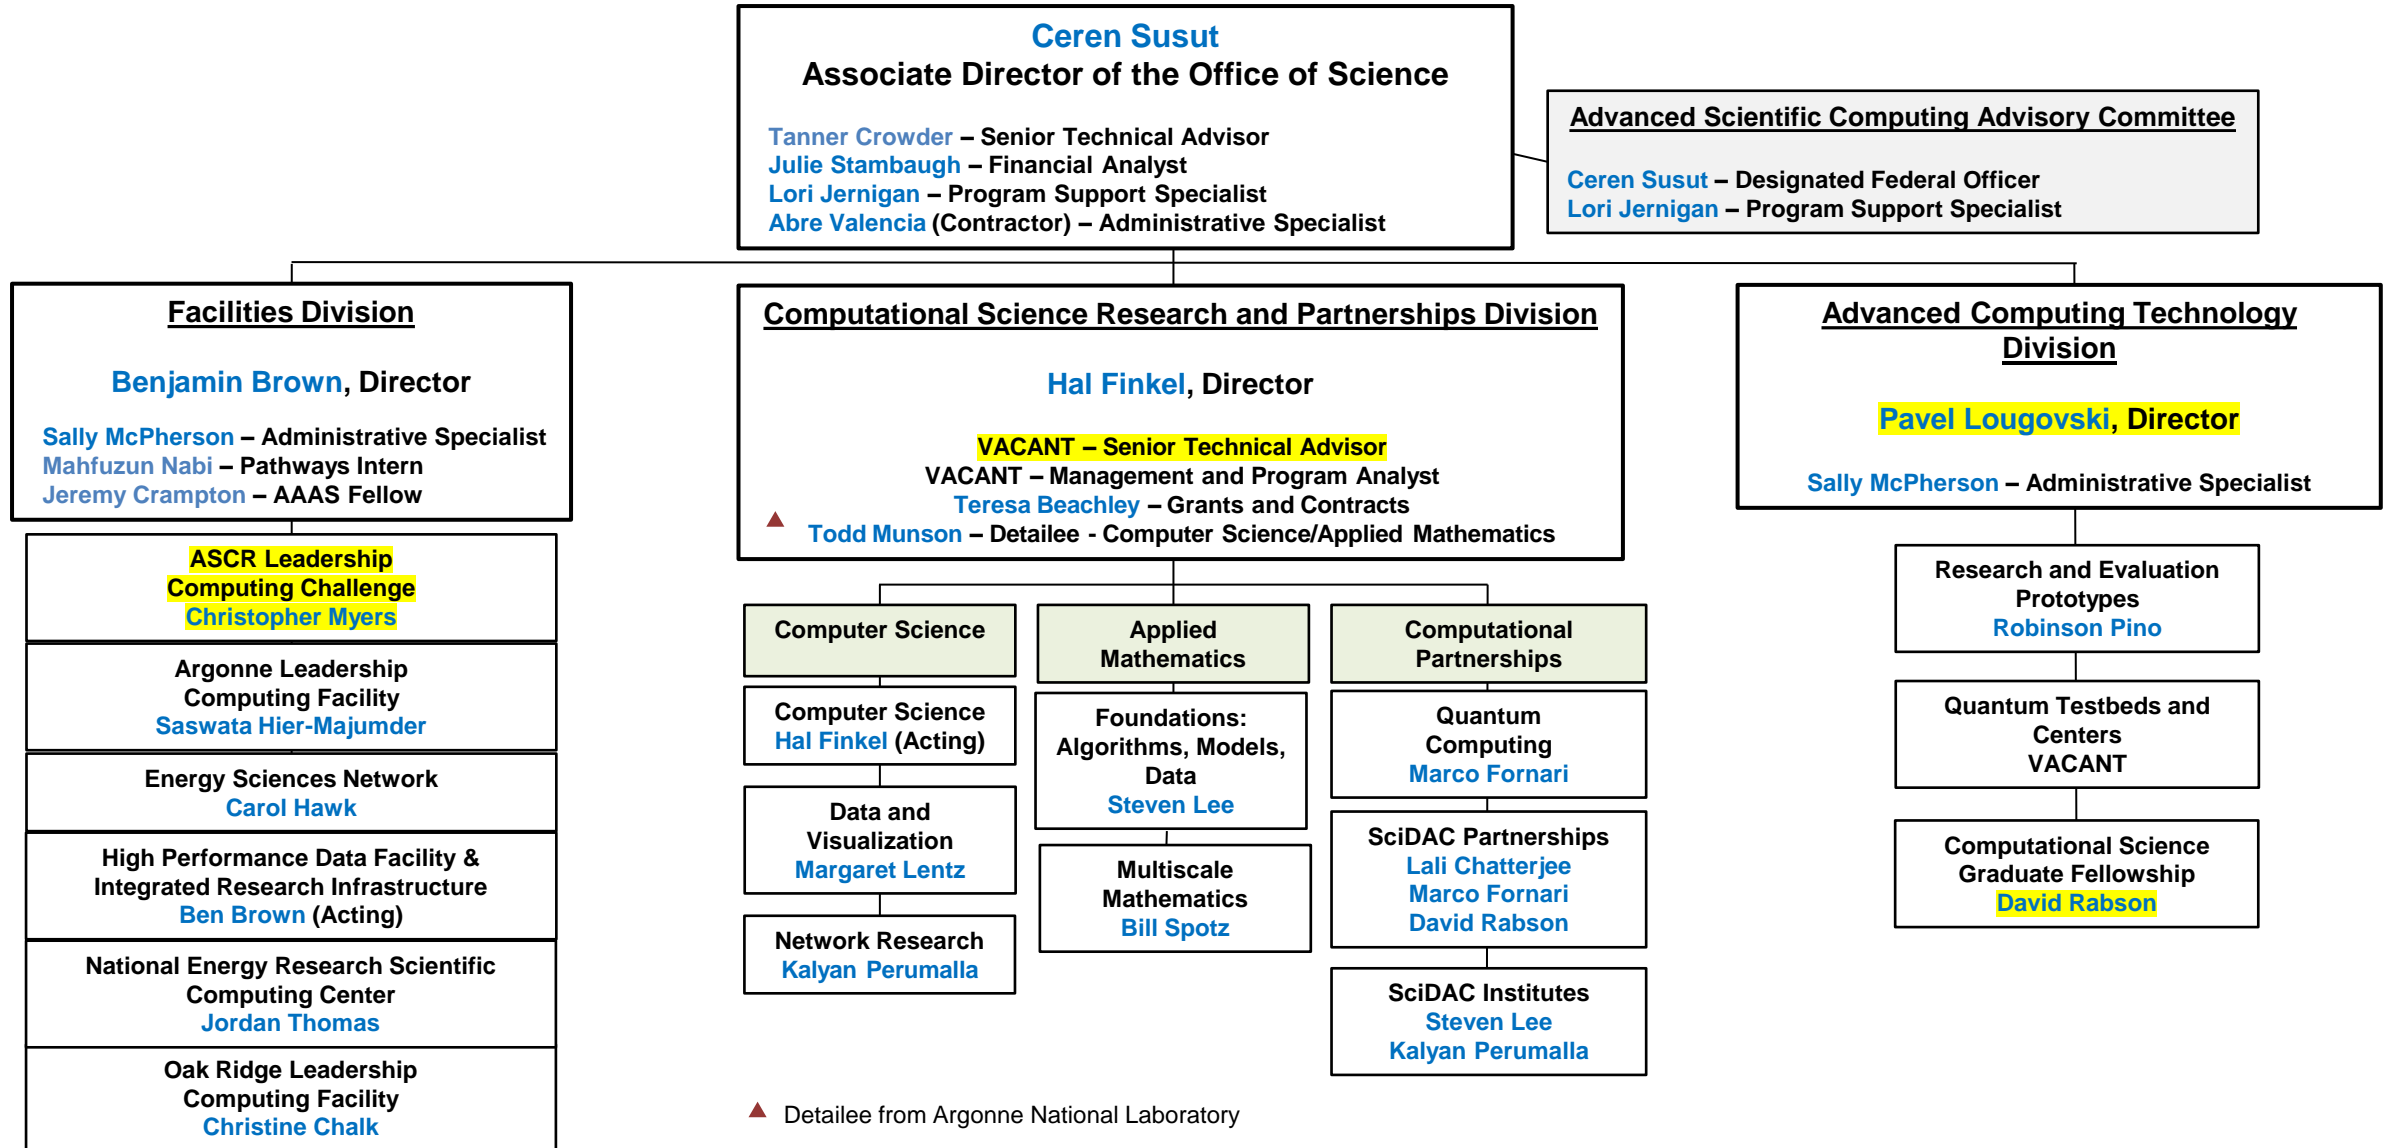 Ceren Susut
Associate Director of the Office of Science
Tanner Crowder – Senior Technical Advisor
Julie Stambaugh – Financial Analyst
Lori Jernigan – Program Support Specialist
Abre Valencia (Contractor) – Administrative Specialist
Advanced Scientific Computing Advisory Committee
Ceren Susut – Designated Federal Officer
Lori Jernigan – Program Support Specialist
Facilities Division
Benjamin Brown, Director
Sally McPherson – Administrative Specialist
Mahfuzun Nabi – Pathways Intern
Jeremy Crampton – AAAS Fellow
ASCR Leadership
Computing Challenge
Christopher Myers
Argonne Leadership
Computing Facility
Saswata Hier-Majumder
Energy Sciences Network
Carol Hawk
High Performance Data Facility &
Integrated Research Infrastructure
Ben Brown (Acting)
National Energy Research Scientific
Computing Center
Jordan Thomas
Oak Ridge Leadership
Computing Facility
Christine Chalk
Computational Science Research and Partnerships Division
Hal Finkel, Director
VACANT – Senior Technical Advisor
VACANT – Management and Program Analyst
Teresa Beachley – Grants and Contracts
Todd Munson – Detailee - Computer Science/Applied Mathematics
Computer Science
Computer Science
Hal Finkel (Acting)
Data and
Visualization
Margaret Lentz
Network Research
Kalyan Perumalla
Applied
Mathematics
Foundations:
Algorithms, Models,
Data
Steven Lee
Multiscale
Mathematics
Bill Spotz
Computational
Partnerships
Quantum
Computing
Marco Fornari
SciDAC Partnerships
Lali Chatterjee
Marco Fornari
David Rabson
SciDAC Institutes
Steven Lee
Kalyan Perumalla
Advanced Computing Technology
Division
Pavel Lougovski, Director
Sally McPherson – Administrative Specialist
Research and Evaluation
Prototypes
Robinson Pino
Quantum Testbeds and
Centers
VACANT
Computational Science
Graduate Fellowship
David Rabson
Detailee from Argonne National Laboratory